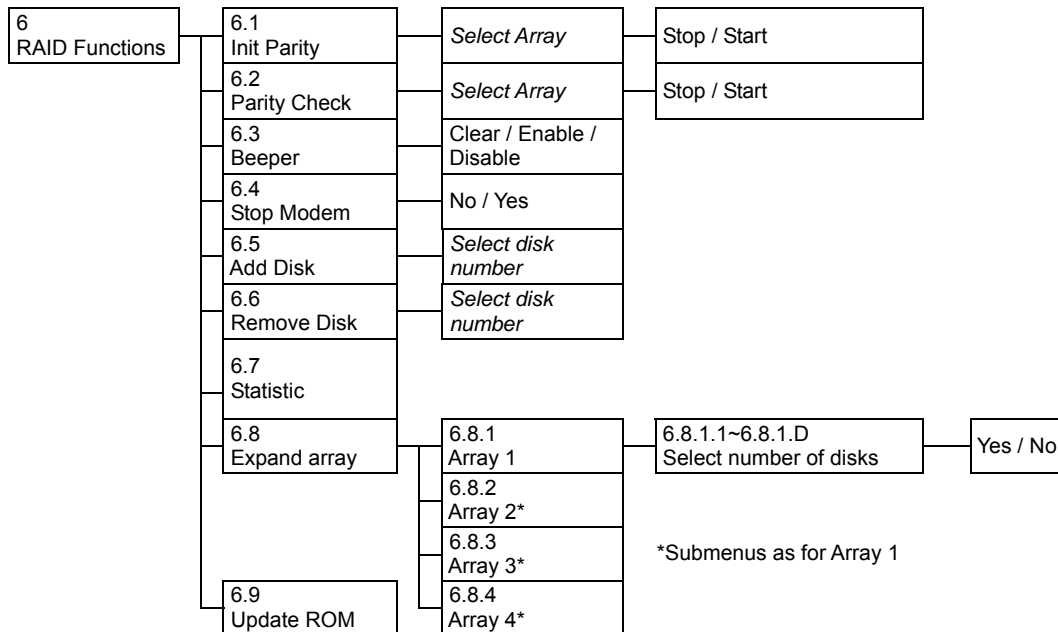 6
RAID Functions
6.1
Init Parity
Select Array
Stop / Start
6.2
Parity Check
Select Array
Stop / Start
6.3
Beeper
Clear / Enable /
Disable
6.4
Stop Modem
No / Yes
6.5
Add Disk
Select disk
number
6.6
Remove Disk
Select disk
number
6.7
Statistic
6.8
Expand array
6.8.1
Array 1
6.8.1.1~6.8.1.D
Select number of disks
Yes / No
6.8.2
Array 2*
6.8.3
Array 3*
*Submenus as for Array 1
6.9
Update ROM
6.8.4
Array 4*